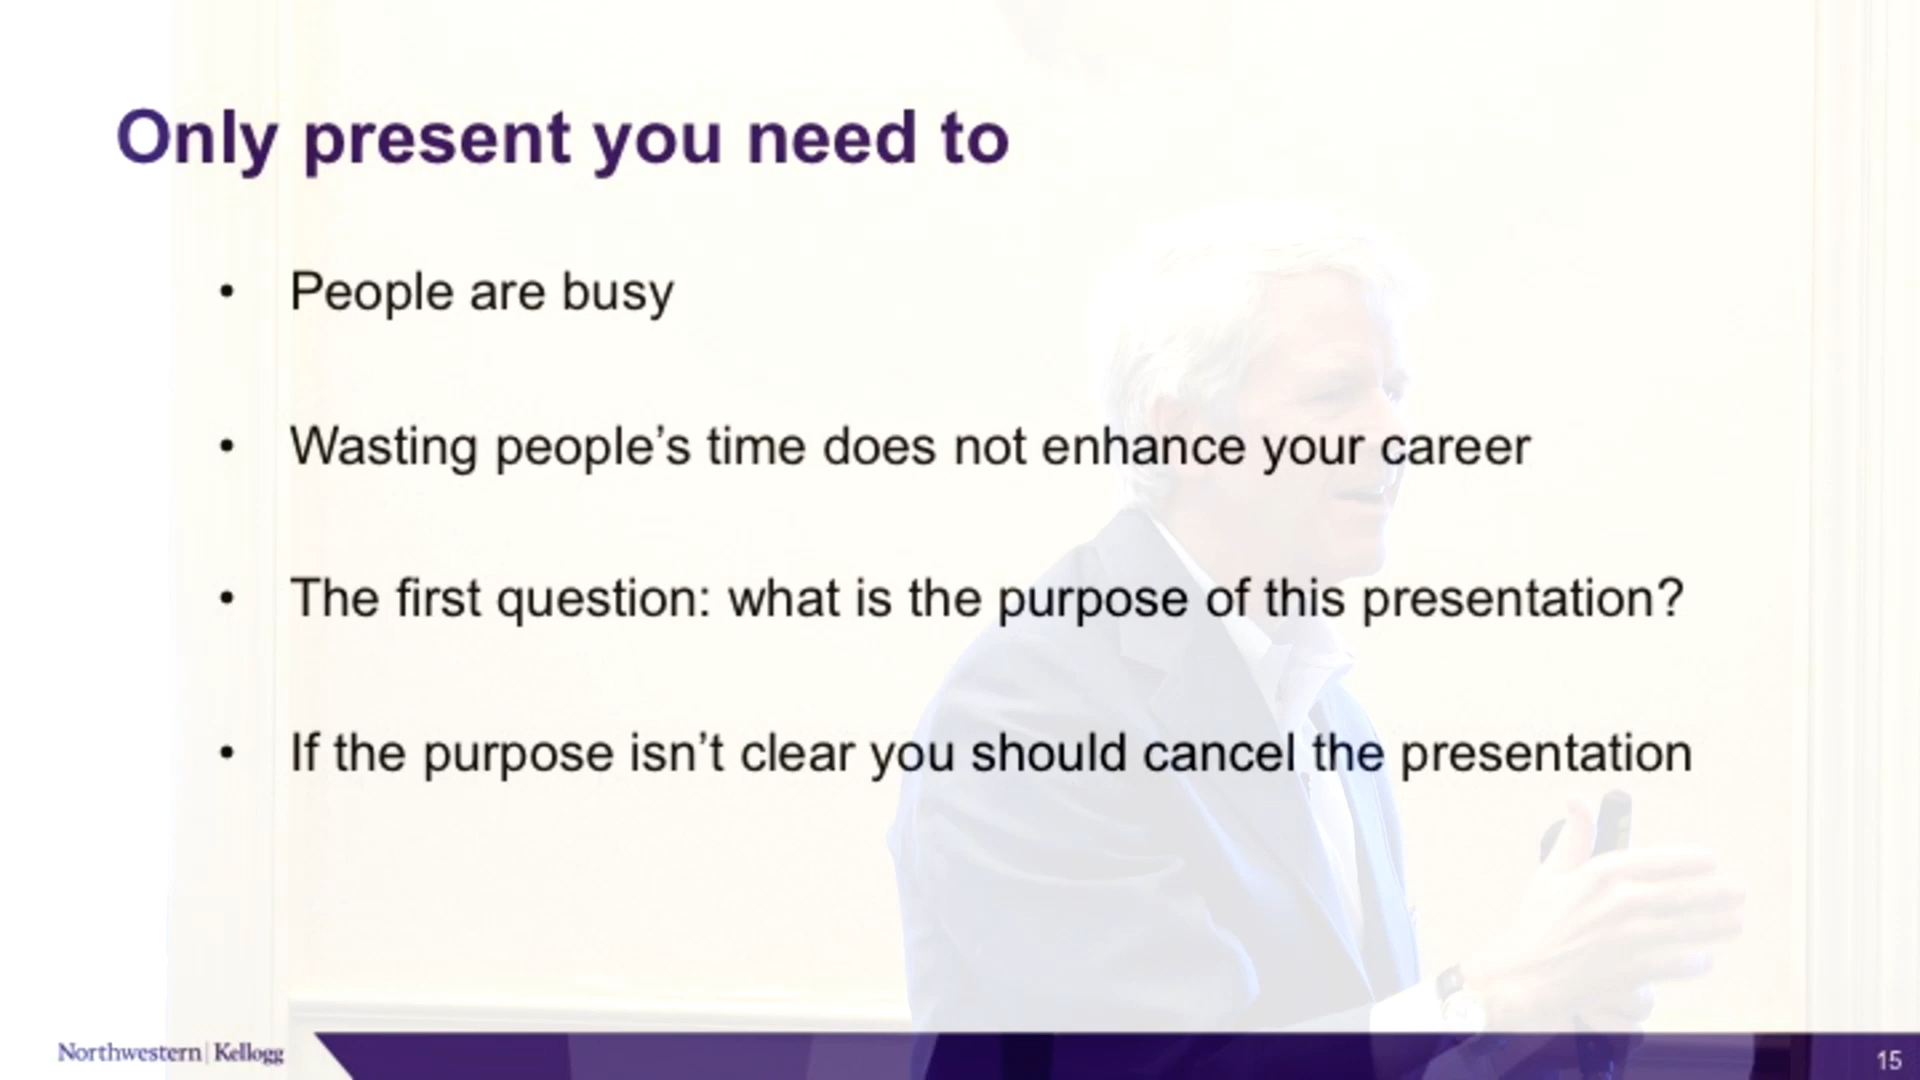 Only present you need to
• People are busy
• Wasting people’s time does not enhance your career
• The first question: what is the purpose of this presentation?
• If the purpose isn’t clear you should cancel the presentation
Northwestern | Kellogg
15